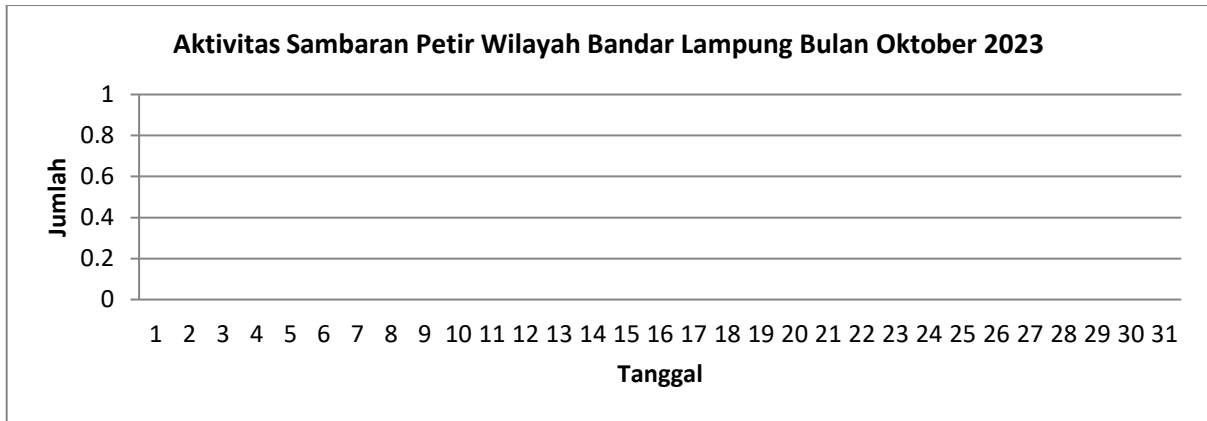 Aktivitas Sambaran Petir Wilayah Bandar Lampung Bulan Oktober 2023
Jumlah
1
0.8
0.6
0.4
0.2
0
1 2 3 4 5 6 7 8 9 10 11 12 13 14 15 16 17 18 19 20 21 22 23 24 25 26 27 28 29 30 31
Tanggal